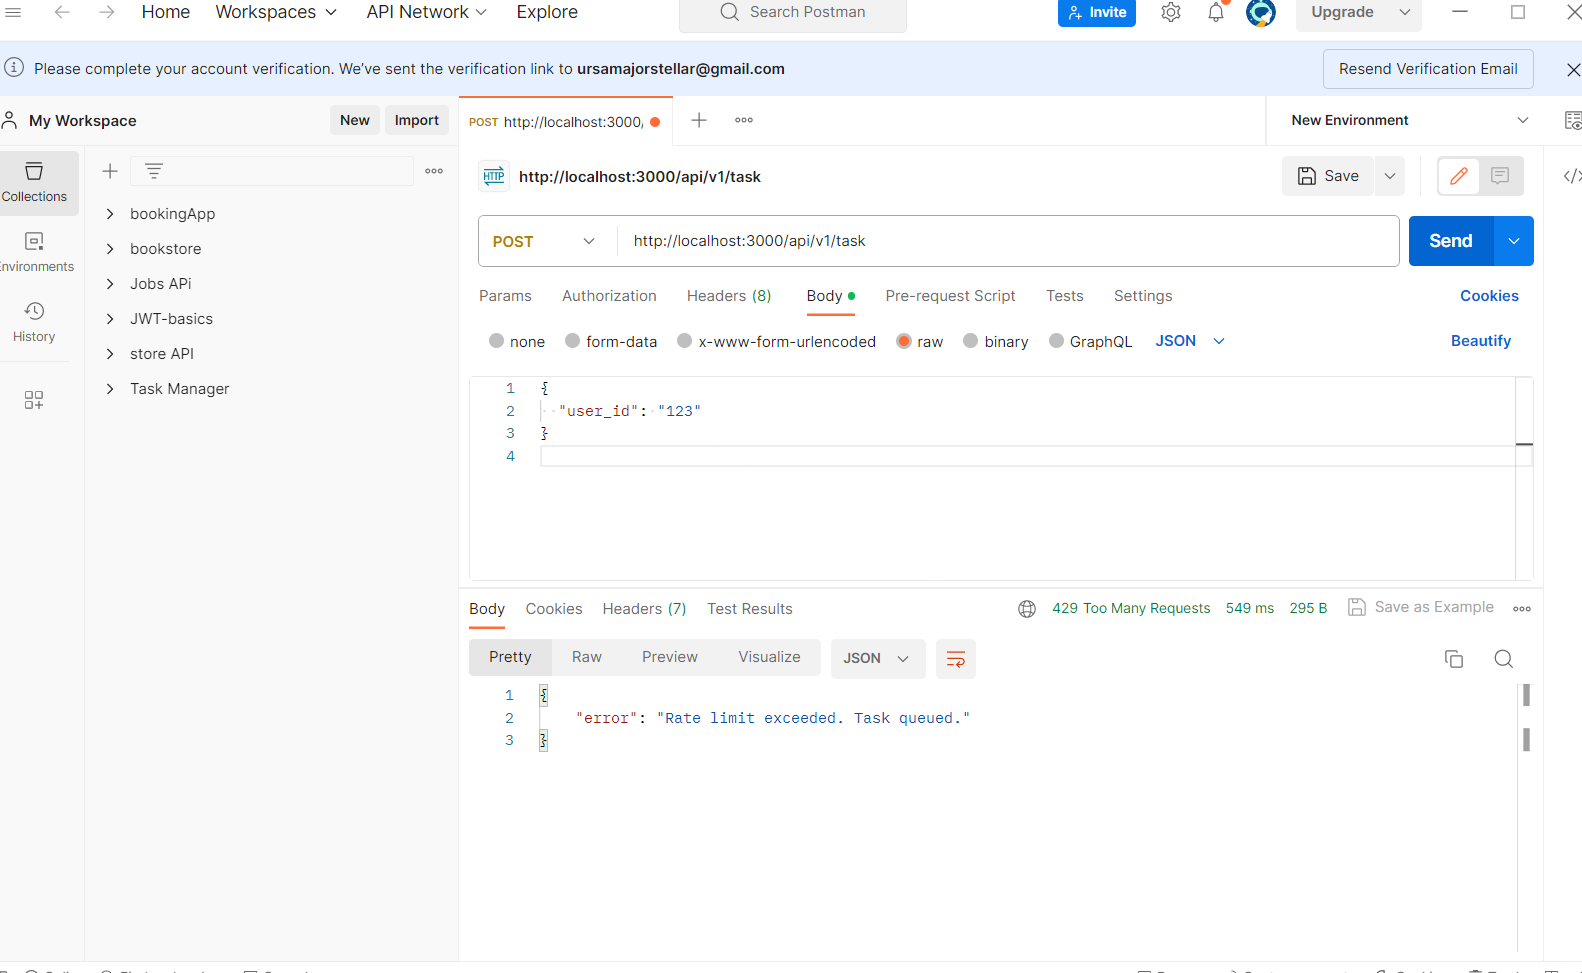 Home Workspaces API Network Explore Search Postman Invite Upgrade
Please complete your account verification. We've sent the verification link to ursamajorstellar@gmail.com Resend Verification Email
My Workspace New Import POST http://localhost:3000/ New Environment
Collections
HTTP http://localhost:3000/api/v1/task Save
bookingApp
bookstore
POST http://localhost:3000/api/v1/task Send
Environments
Jobs APi
Params Authorization Headers (8) Body Pre-request Script Tests Settings Cookies
JWT-basics
History
none form-data x-www-form-urlencoded raw binary GraphQL JSON Beautify
store API
Task Manager
1 {
2 "user_id": "123"
3 }
4
Body Cookies Headers (7) Test Results 429 Too Many Requests 549 ms 295 B Save as Example
Pretty Raw Preview Visualize JSON
1 {
2 "error": "Rate limit exceeded. Task queued."
3 }